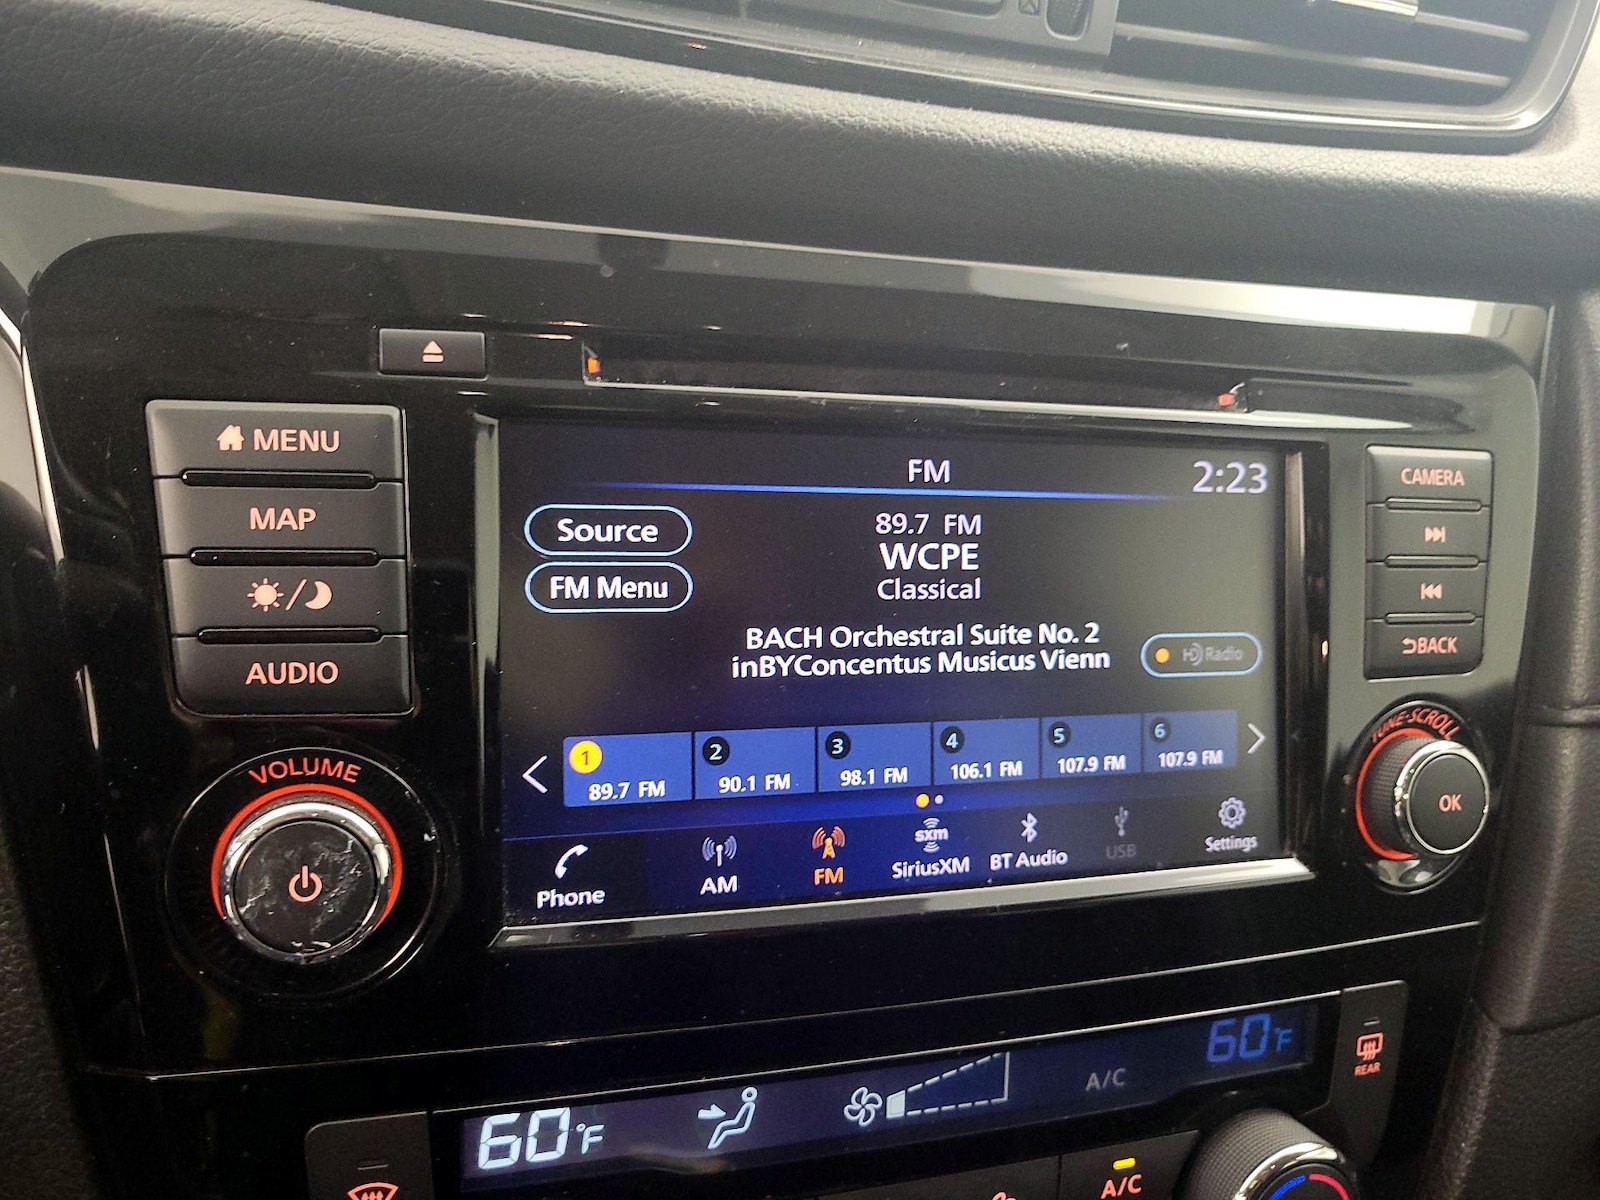 MENU
MAP
AUDIO
VOLUME
FM
2:23
Source
FM Menu
89.7 FM
WCPE
Classical
BACH Orchestral Suite No. 2
inBYConcentus Musicus Vienn
HD Radio
1
89.7 FM
2
90.1 FM
3
98.1 FM
4
106.1 FM
5
107.9 FM
6
107.9 FM
Phone
AM
FM
sxm
SiriusXM
BT Audio
USB
Settings
CAMERA
BACK
TUNE·SCROLL
OK
60°F
A/C
60°F
REAR
A/C